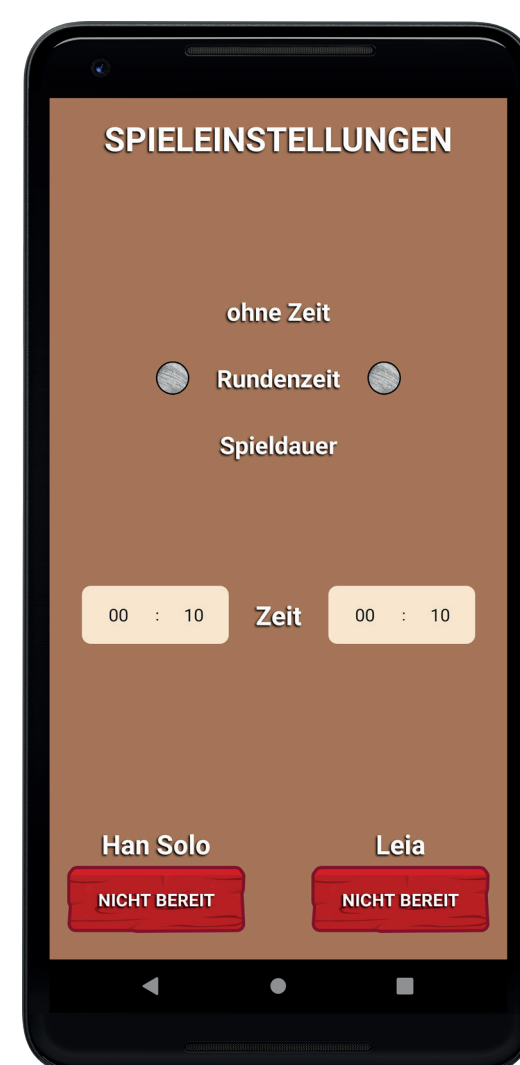 SPIELEINSTELLUNGEN
ohne Zeit
Rundenzeit
Spieldauer
00 : 10 Zeit 00 : 10
Han Solo Leia
NICHT BEREIT NICHT BEREIT